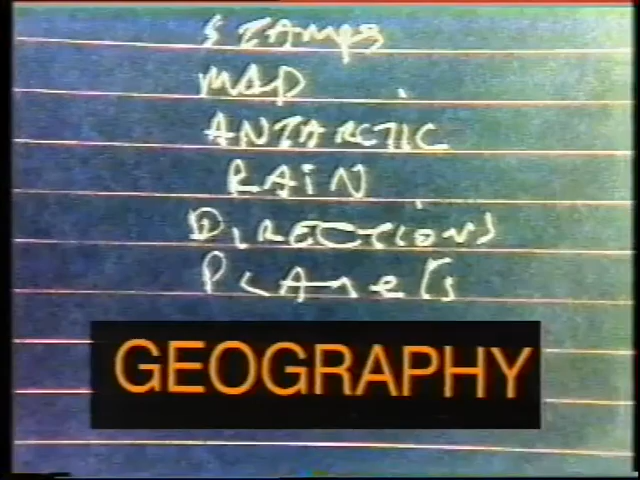 STAMPS
MAP
ANTARCTIC
RAiN
DiRECTIONS
PLANeTs
GEOGRAPHY